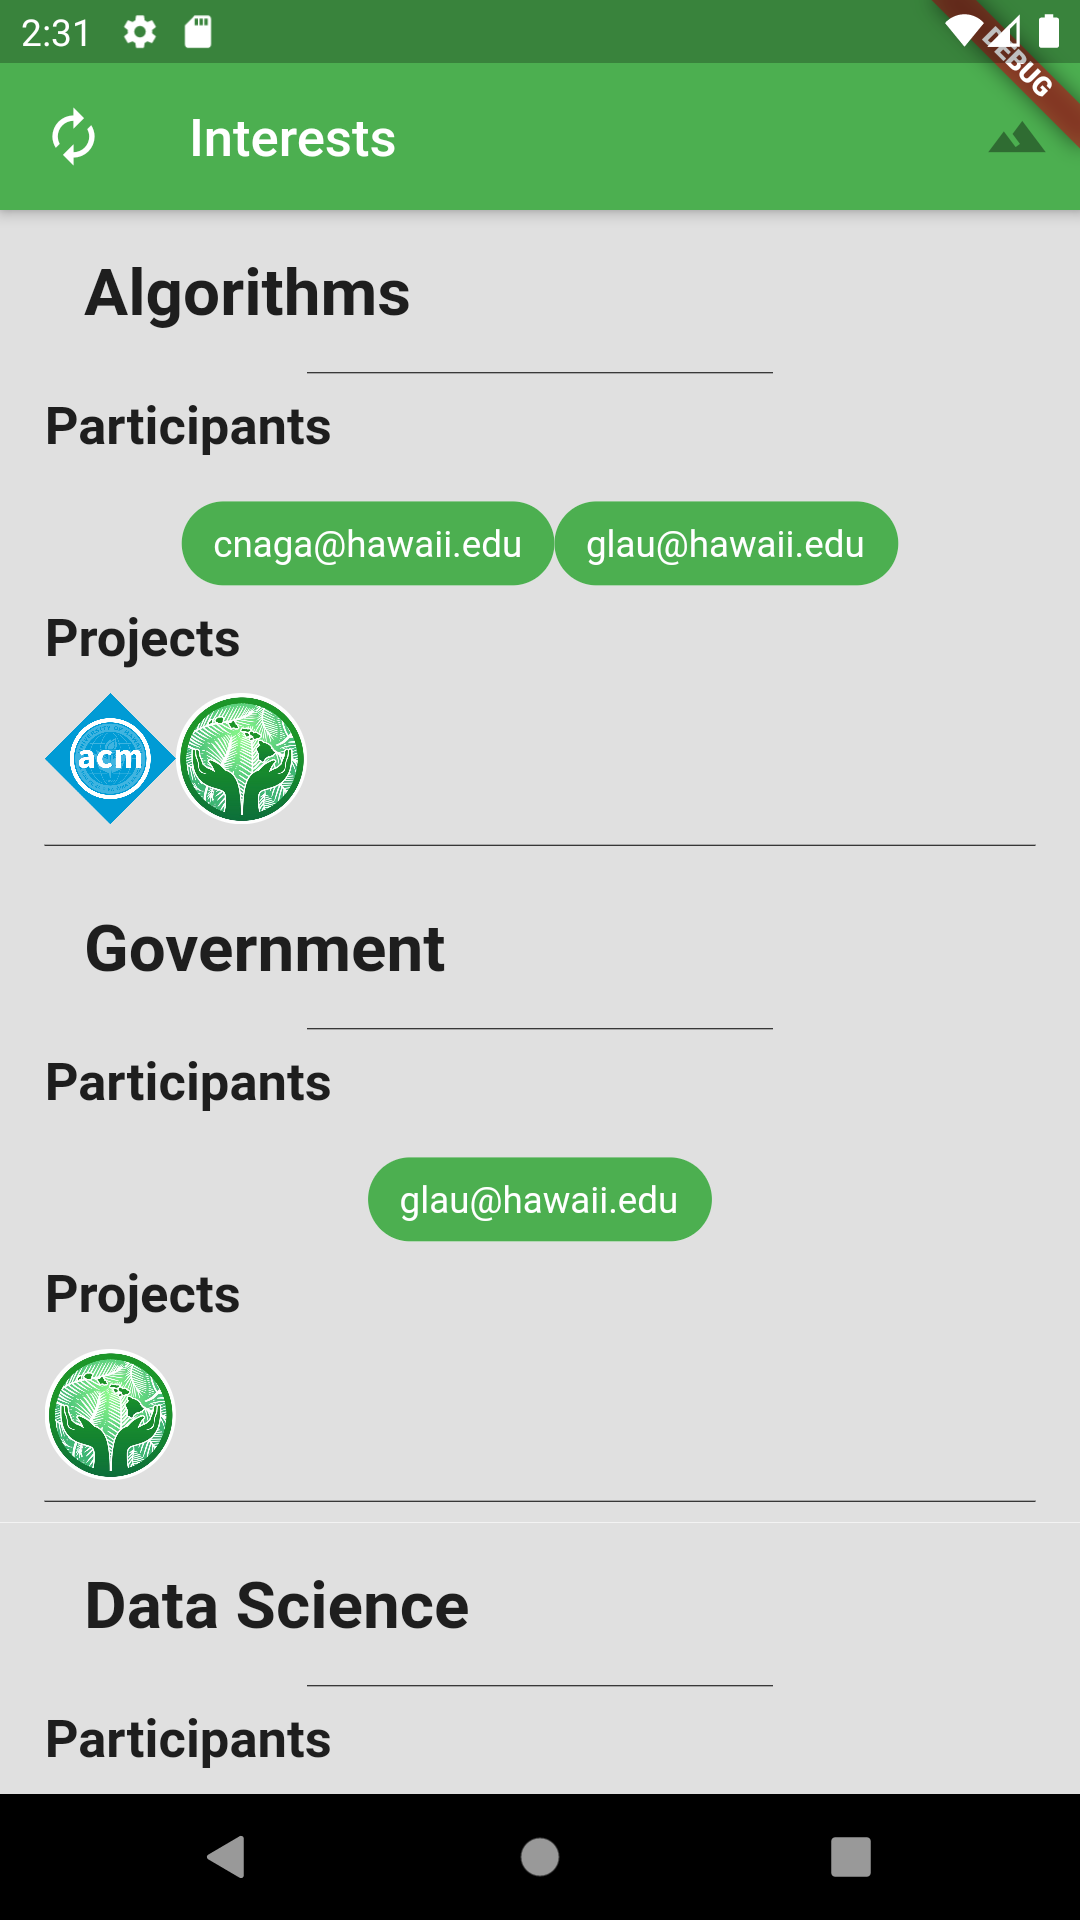 2:31
DEBUG
Interests
Algorithms
Participants
cnaga@hawaii.edu glau@hawaii.edu
Projects
acm
Government
Participants
glau@hawaii.edu
Projects
Data Science
Participants